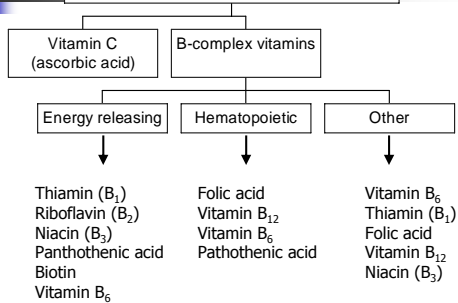 Vitamin C
(ascorbic acid)
B-complex vitamins
Energy releasing
Hematopoietic
Other
Thiamin (B₁)
Riboflavin (B₂)
Niacin (B₃)
Panthothenic acid
Biotin
Vitamin B₆
Folic acid
Vitamin B₁₂
Vitamin B₆
Pathothenic acid
Vitamin B₆
Thiamin (B₁)
Folic acid
Vitamin B₁₂
Niacin (B₃)